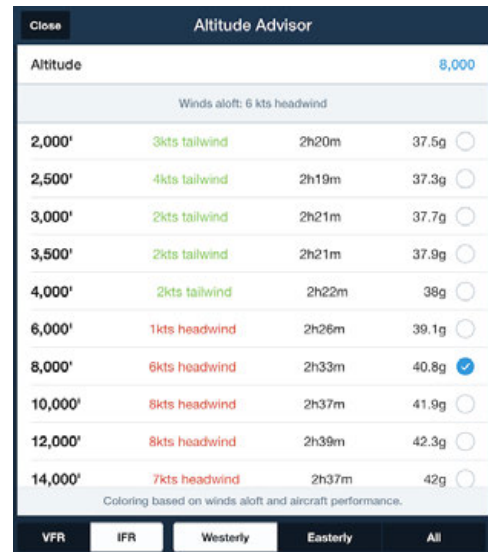 Close Altitude Advisor
Altitude 8,000
Winds aloft: 6 kts headwind
2,000' 3kts tailwind 2h20m 37.5g
2,500' 4kts tailwind 2h19m 37.3g
3,000' 2kts tailwind 2h21m 37.7g
3,500' 2kts tailwind 2h21m 37.9g
4,000' 2kts tailwind 2h22m 38g
6,000' 1kts headwind 2h26m 39.1g
8,000' 6kts headwind 2h33m 40.8g
10,000' 8kts headwind 2h37m 41.9g
12,000' 8kts headwind 2h39m 42.3g
14,000' 7kts headwind 2h37m 42g
Coloring based on winds aloft and aircraft performance.
VFR IFR Westerly Easterly All